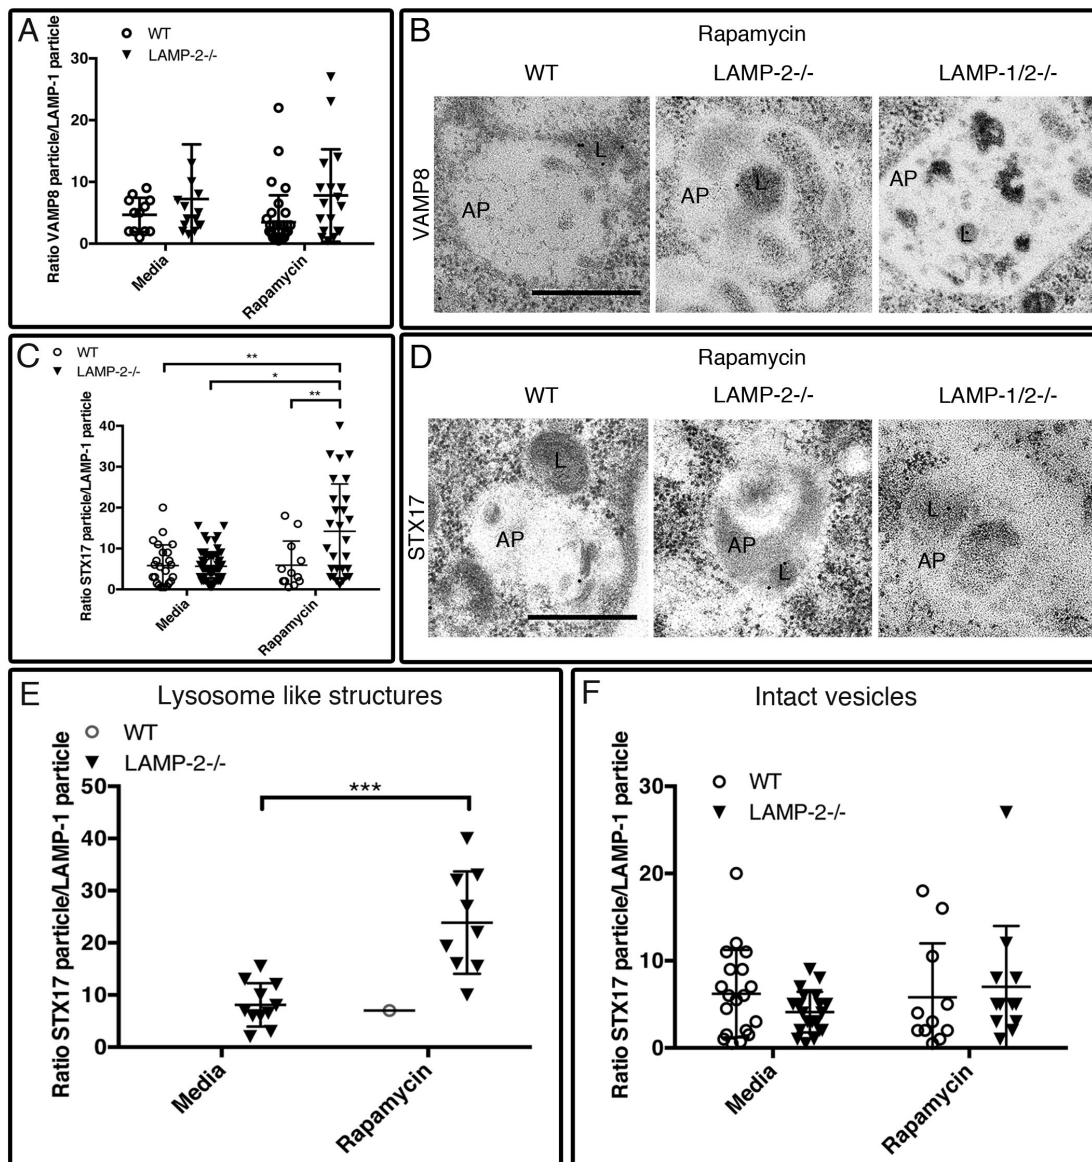 A
WT
LAMP-2-/-
Ratio VAMP8 particle/LAMP-1 particle
30
20
10
0
Media
Rapamycin
B
Rapamycin
WT
LAMP-2-/-
LAMP-1/2-/-
VAMP8
AP
L
AP
L
AP
L
C
WT
LAMP-2-/-
**
*
**
Ratio STX17 particle/LAMP-1 particle
40
30
20
10
0
Media
Rapamycin
D
Rapamycin
WT
LAMP-2-/-
LAMP-1/2-/-
STX17
L
AP
AP
L
L
AP
E
Lysosome like structures
WT
LAMP-2-/-
***
Ratio STX17 particle/LAMP-1 particle
50
40
30
20
10
0
Media
Rapamycin
F
Intact vesicles
WT
LAMP-2-/-
Ratio STX17 particle/LAMP-1 particle
30
20
10
0
Media
Rapamycin